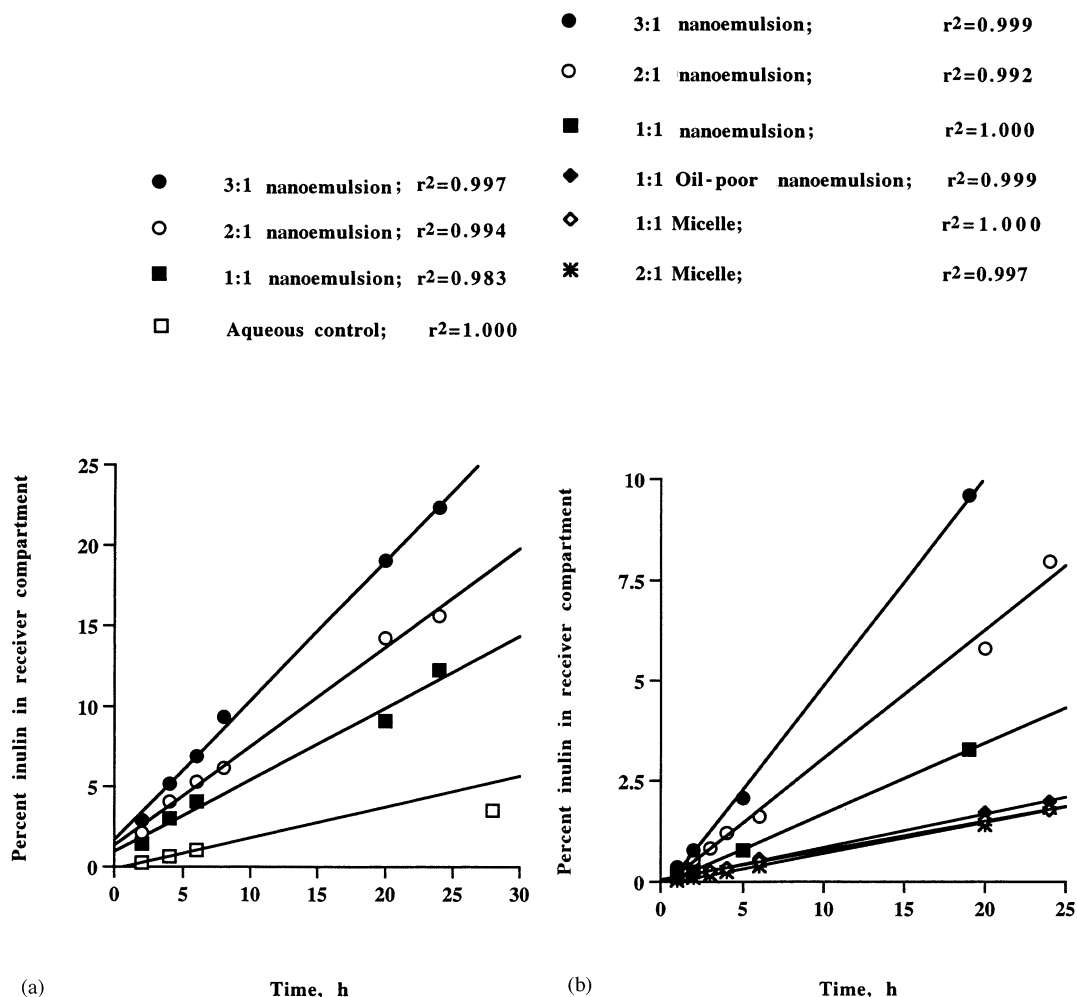 3:1 nanoemulsion; r2=0.999
2:1 nanoemulsion; r2=0.992
1:1 nanoemulsion; r2=1.000
1:1 Oil-poor nanoemulsion; r2=0.999
1:1 Micelle; r2=1.000
2:1 Micelle; r2=0.997
3:1 nanoemulsion; r2=0.997
2:1 nanoemulsion; r2=0.994
1:1 nanoemulsion; r2=0.983
Aqueous control; r2=1.000
Percent inulin in receiver compartment
25
20
15
10
5
0
0 5 10 15 20 25 30
(a) Time, h
Percent inulin in receiver compartment
10
7.5
5
2.5
0
0 5 10 15 20 25
(b) Time, h